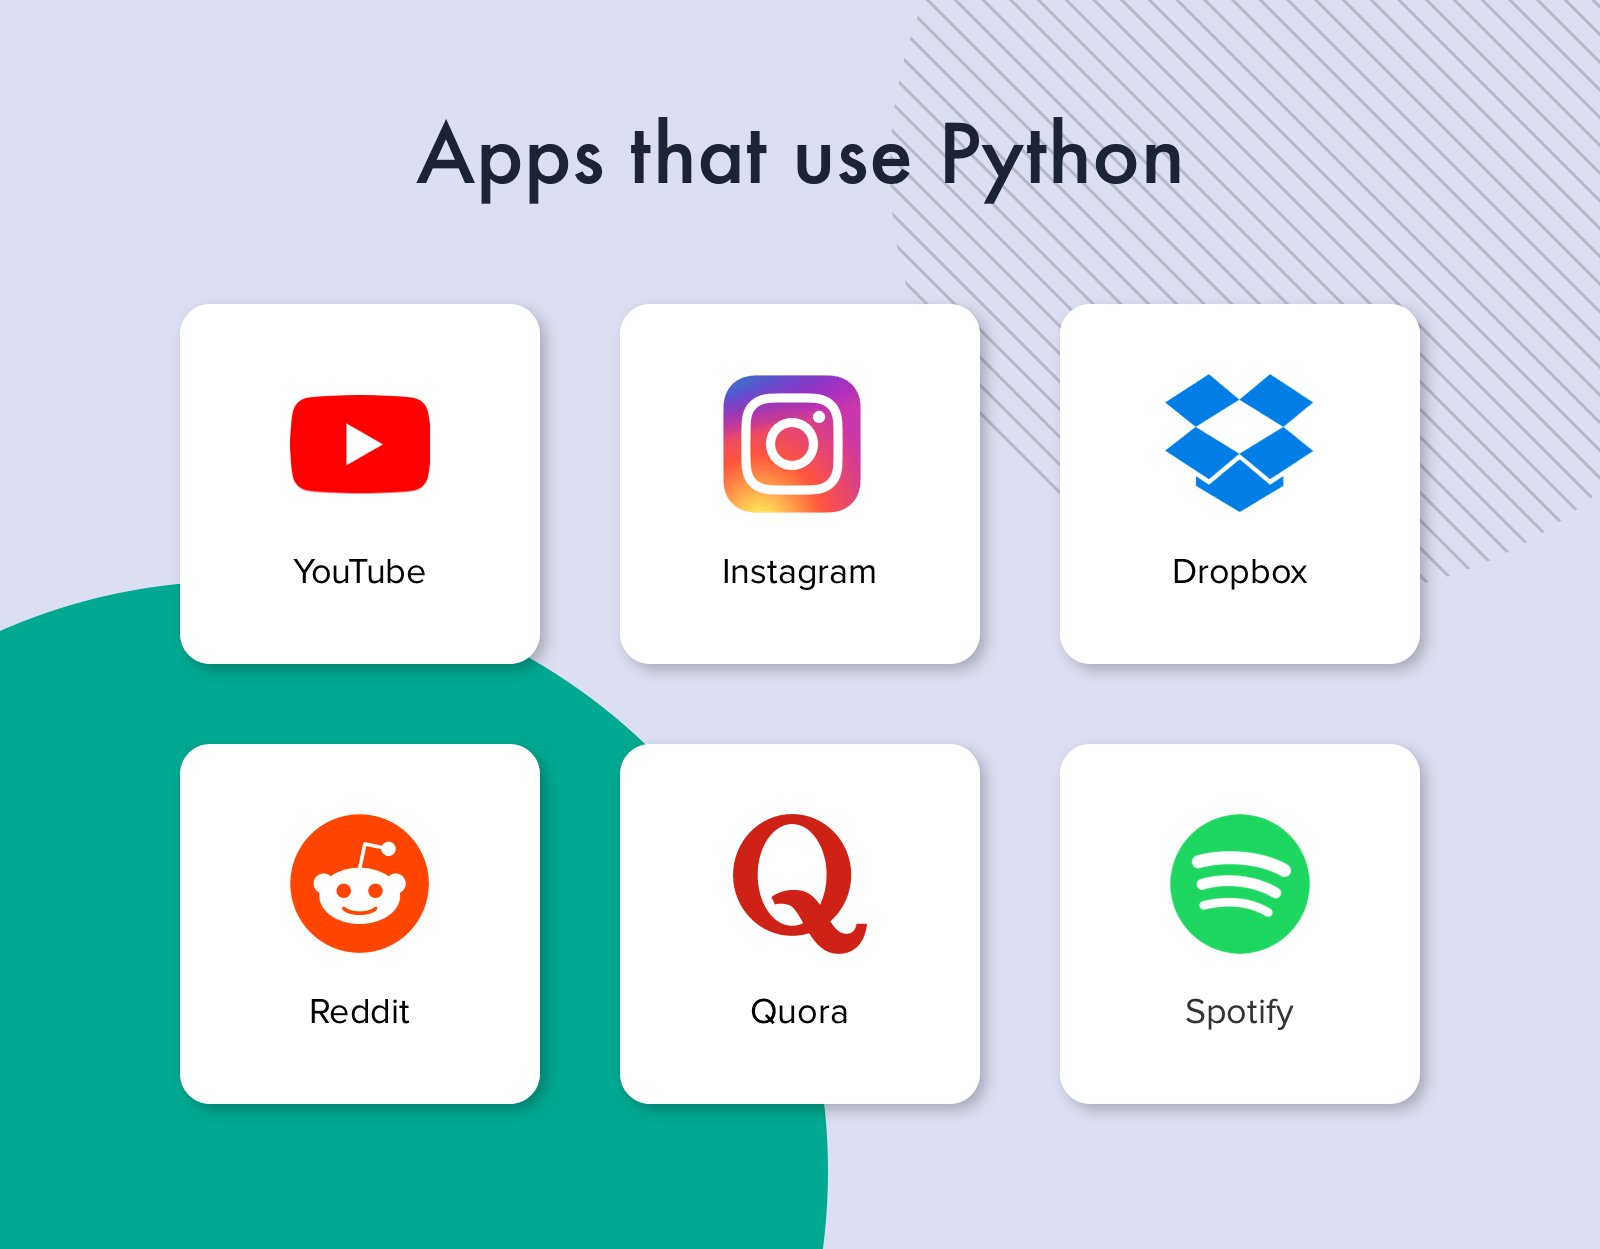 Apps that use Python
YouTube
Instagram
Dropbox
Reddit
Quora
Spotify